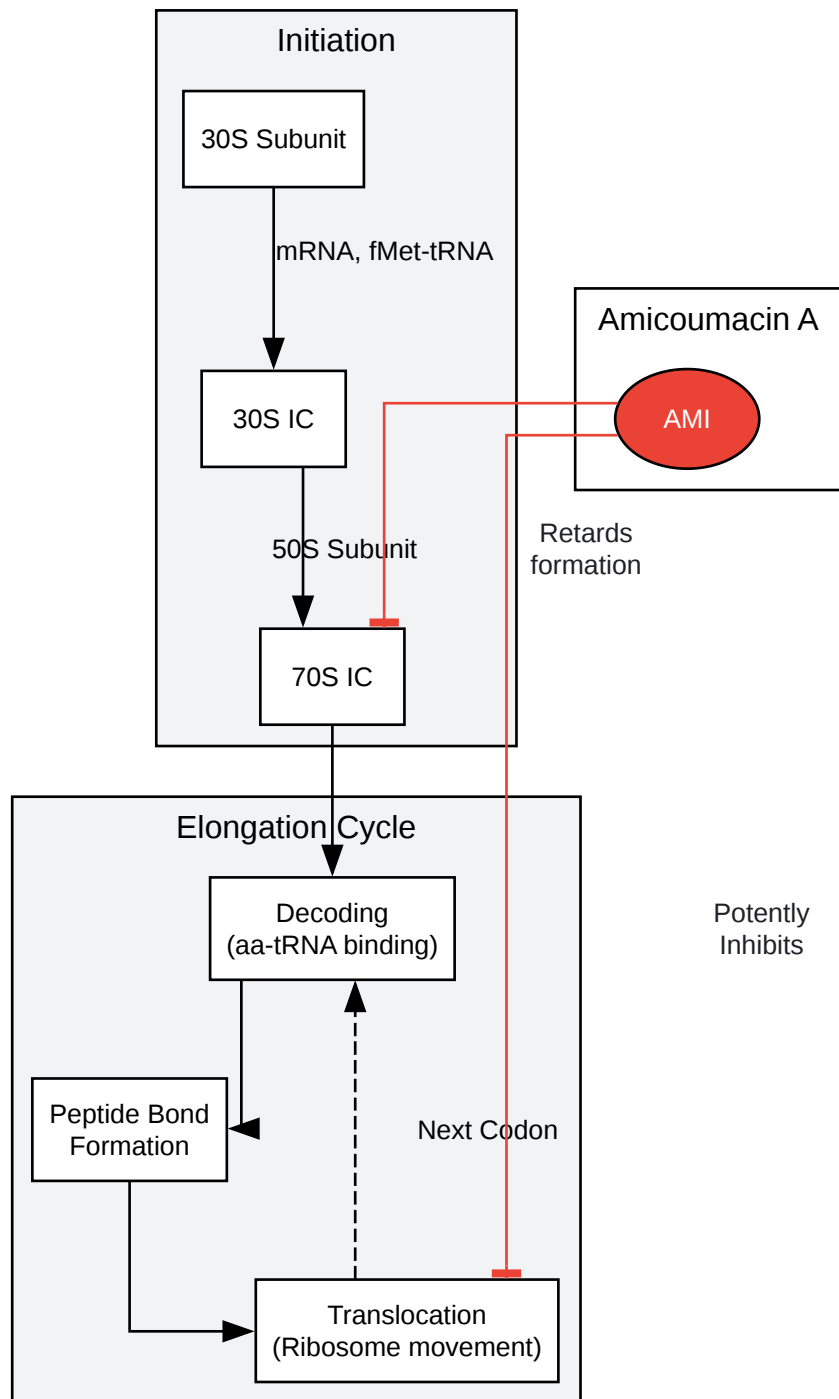 Initiation
30S Subunit
mRNA, fMet-tRNA
Amicoumacin A
AMI
30S IC
Retards
formation
50S Subunit
70S IC
Elongation Cycle
Decoding
(aa-tRNA binding)
Potently
Inhibits
Peptide Bond
Formation
Next Codon
Translocation
(Ribosome movement)